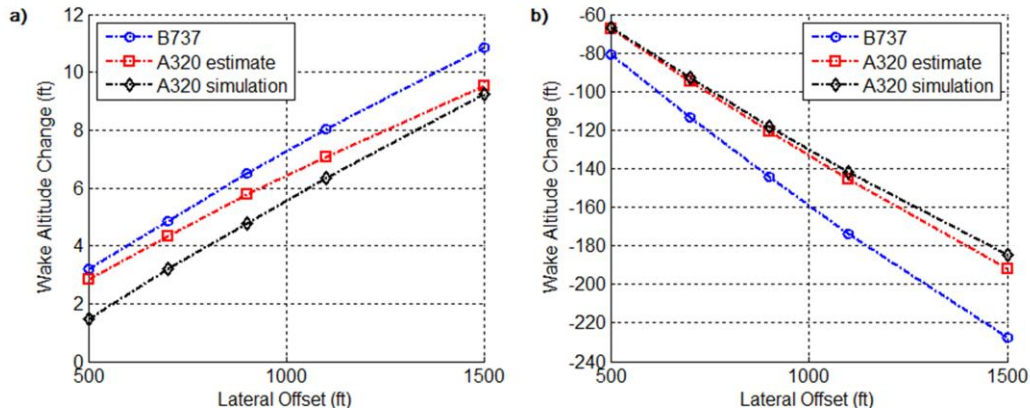 a)
B737
A320 estimate
A320 simulation
Wake Altitude Change (ft)
12
10
8
6
4
2
0
500
1000
1500
Lateral Offset (ft)
b)
B737
A320 estimate
A320 simulation
Wake Altitude Change (ft)
-60
-80
-100
-120
-140
-160
-180
-200
-220
-240
500
1000
1500
Lateral Offset (ft)